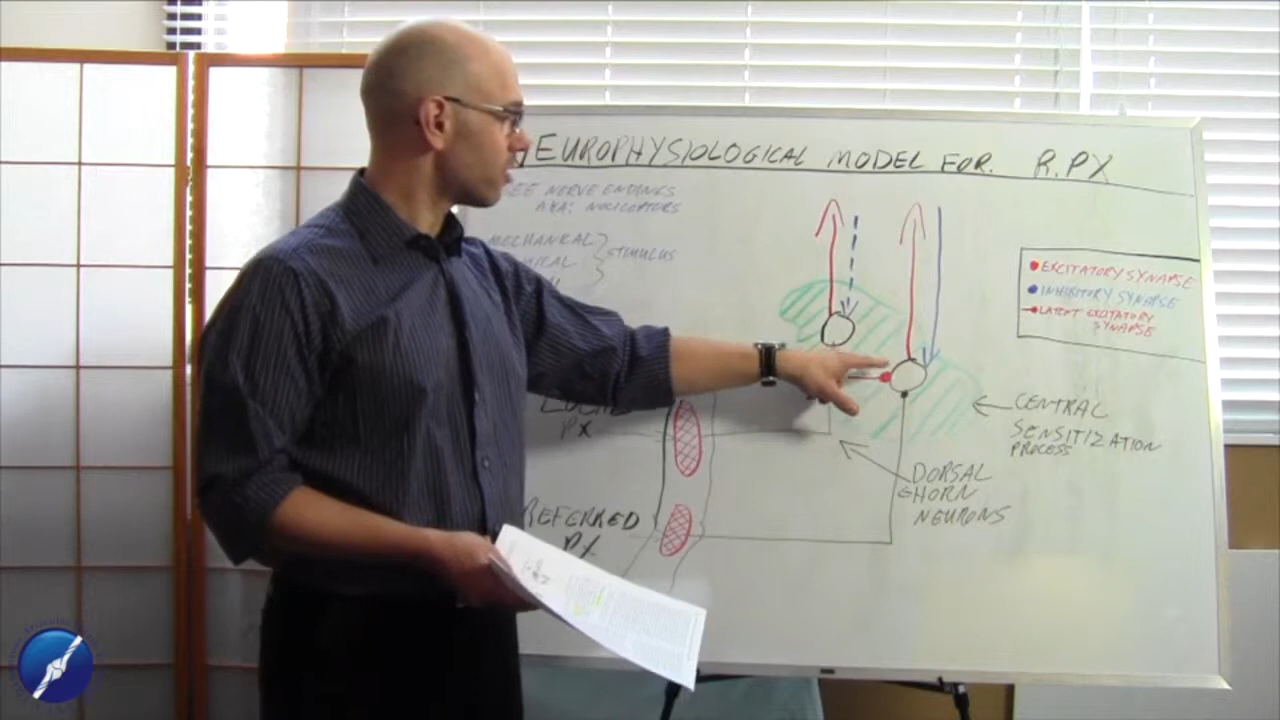 EUROPHYSIOLOGICAL MODEL FOR. R.PX
EE NERVE ENDINGS
AKA: NOCICEPTORS
MECHANICAL
STIMULUS
EXCITATORY SYNAPSE
INHIBITORY SYNAPSE
LATENT EXCITATORY
SYNAPSE
PX
CENTRAL
SENSITIZATION
PROCESS
DORSAL
HORN
NEURONS
REFERRED
PX